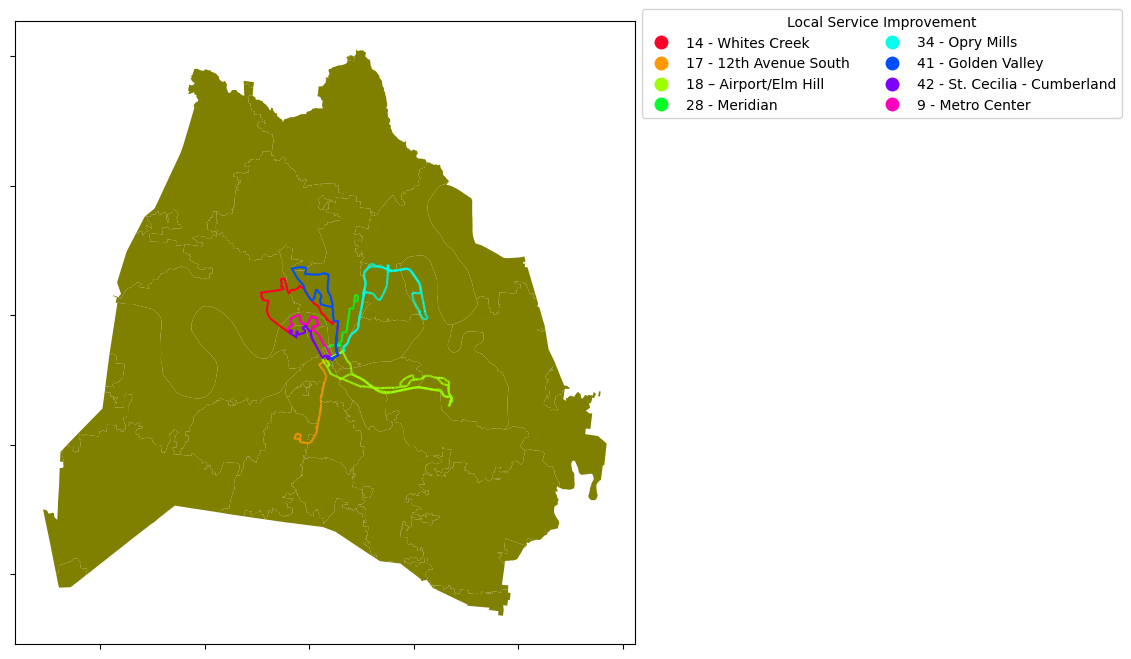 Local Service Improvement
14 - Whites Creek
17 - 12th Avenue South
18 – Airport/Elm Hill
28 - Meridian
34 - Opry Mills
41 - Golden Valley
42 - St. Cecilia - Cumberland
9 - Metro Center